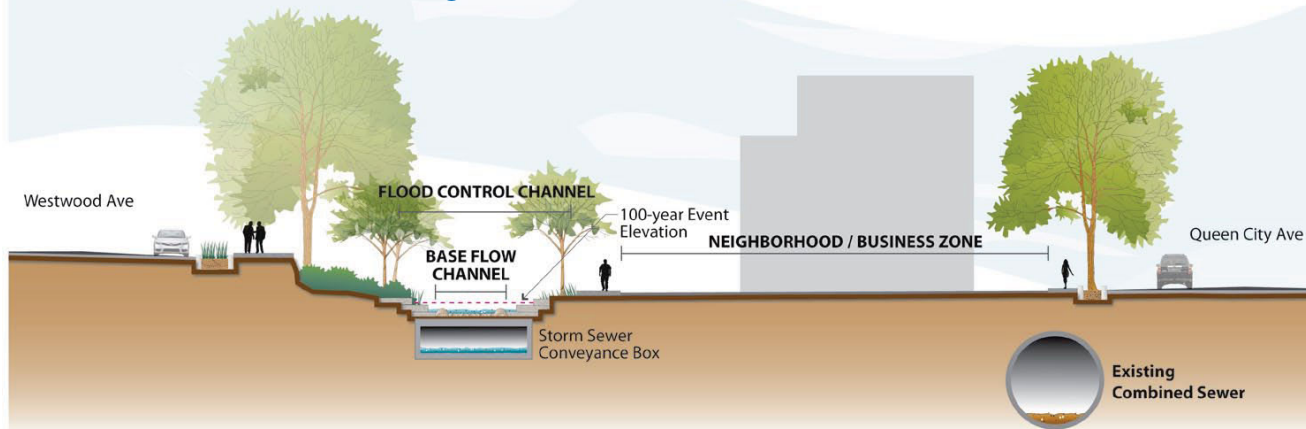 Westwood Ave
FLOOD CONTROL CHANNEL
100-year Event
Elevation
BASE FLOW
CHANNEL
NEIGHBORHOOD / BUSINESS ZONE
Queen City Ave
Storm Sewer
Conveyance Box
Existing
Combined Sewer